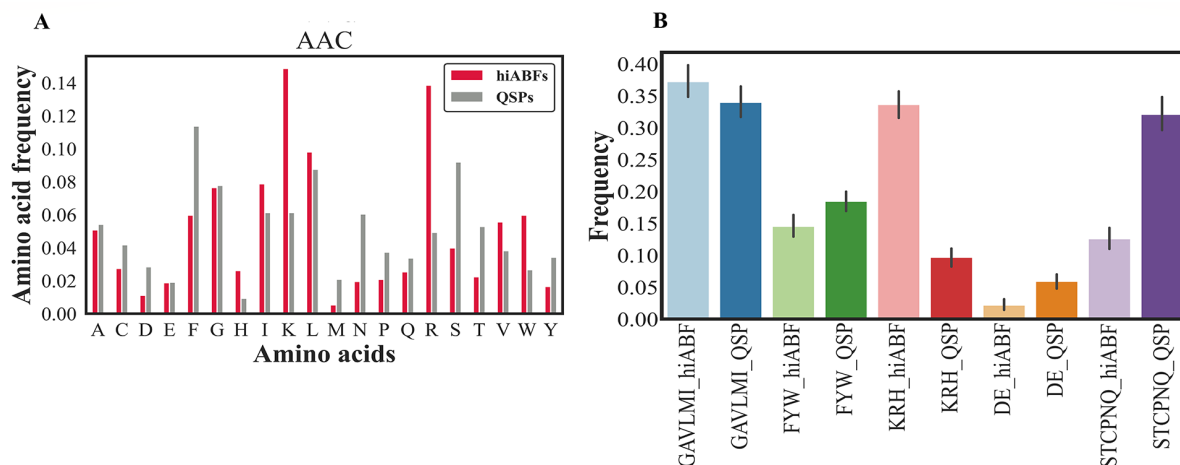 A
AAC
Amino acid frequency
0.14
0.12
0.10
0.08
0.06
0.04
0.02
0.00
hiABFs
QSPs
A C D E F G H I K L M N P Q R S T V W Y
Amino acids
B
Frequency
0.40
0.35
0.30
0.25
0.20
0.15
0.10
0.05
0.00
GAVLMI_hiABF
GAVLMI_QSP
FYW_hiABF
FYW_QSP
KRH_hiABF
KRH_QSP
DE_hiABF
DE_QSP
STCPNQ_hiABF
STCPNQ_QSP